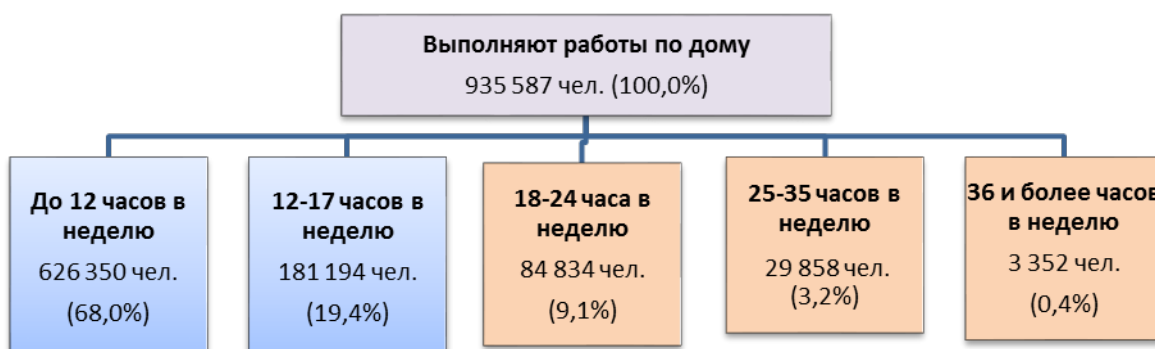 Выполняют работы по дому
935 587 чел. (100,0%)
До 12 часов в
неделю
626 350 чел.
(68,0%)
12-17 часов в
неделю
181 194 чел.
(19,4%)
18-24 часа в
неделю
84 834 чел.
(9,1%)
25-35 часов в
неделю
29 858 чел.
(3,2%)
36 и более часов
в неделю
3 352 чел.
(0,4%)